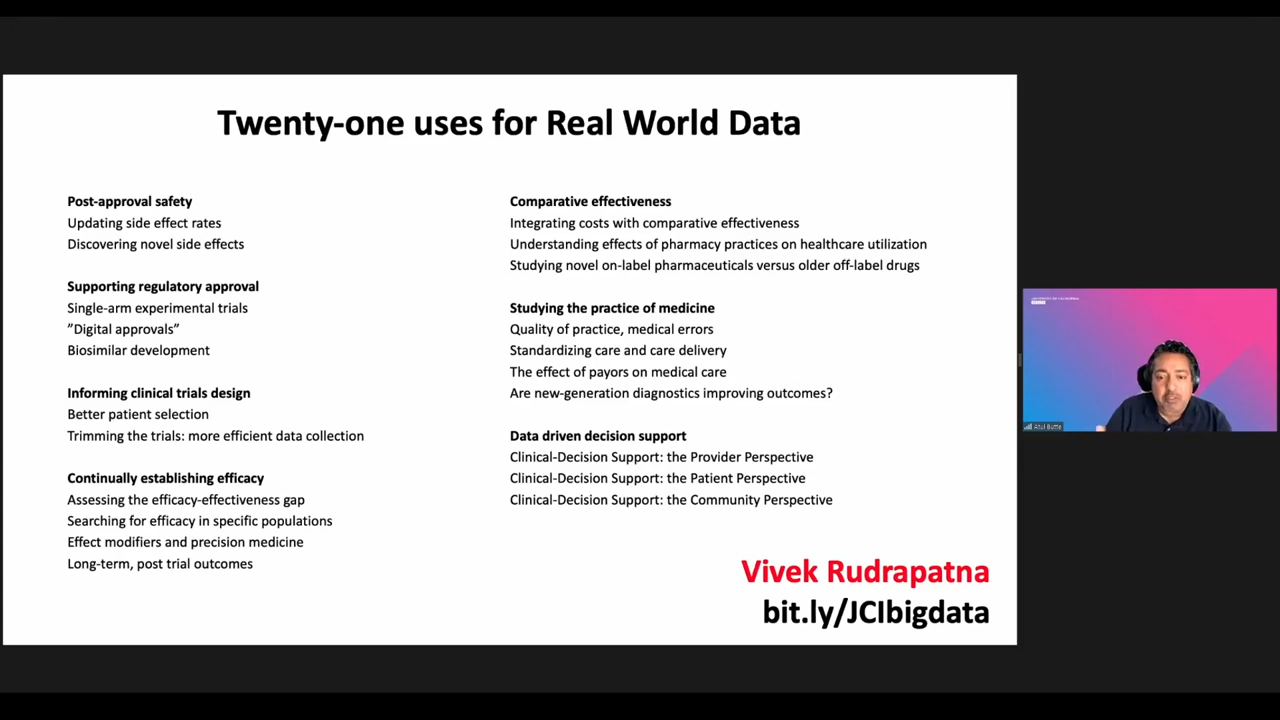 Twenty-one uses for Real World Data
Post-approval safety
Updating side effect rates
Discovering novel side effects
Supporting regulatory approval
Single-arm experimental trials
”Digital approvals”
Biosimilar development
Informing clinical trials design
Better patient selection
Trimming the trials: more efficient data collection
Continually establishing efficacy
Assessing the efficacy-effectiveness gap
Searching for efficacy in specific populations
Effect modifiers and precision medicine
Long-term, post trial outcomes
Comparative effectiveness
Integrating costs with comparative effectiveness
Understanding effects of pharmacy practices on healthcare utilization
Studying novel on-label pharmaceuticals versus older off-label drugs
Studying the practice of medicine
Quality of practice, medical errors
Standardizing care and care delivery
The effect of payors on medical care
Are new-generation diagnostics improving outcomes?
Data driven decision support
Clinical-Decision Support: the Provider Perspective
Clinical-Decision Support: the Patient Perspective
Clinical-Decision Support: the Community Perspective
Vivek Rudrapatna
bit.ly/JCIbigdata
Atul Butte